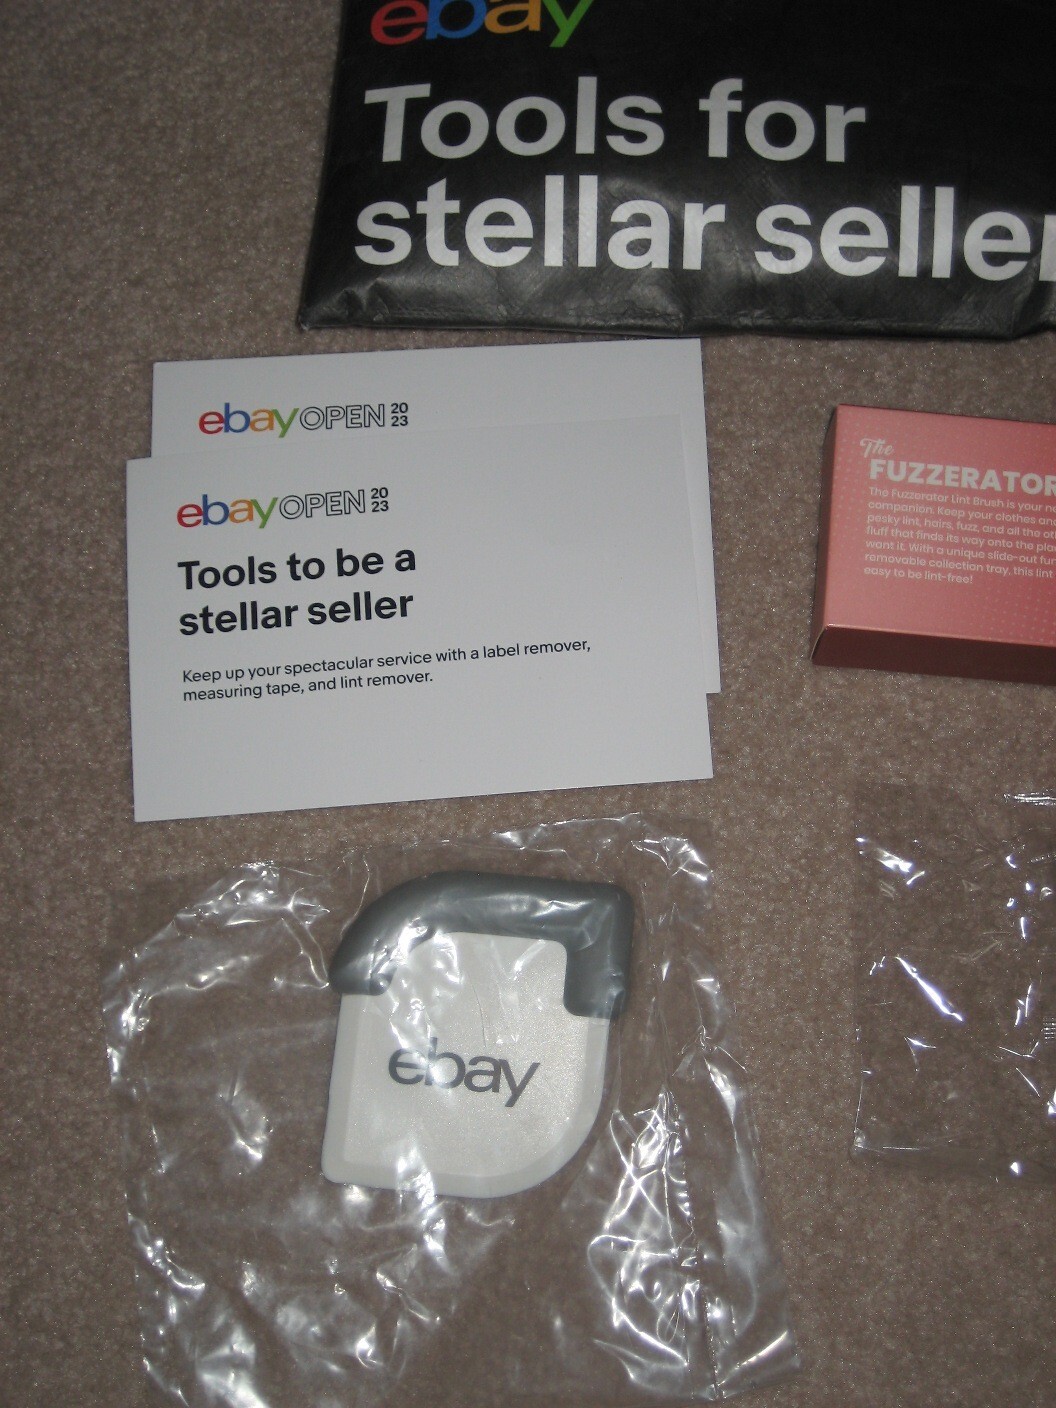 ebay
Tools for
stellar seller
ebay OPEN 20
23
ebay OPEN 20
23
Tools to be a
stellar seller
Keep up your spectacular service with a label remover,
measuring tape, and lint remover.
The
FUZZERATOR
The Fuzzerator Lint Brush is your
companion. Keep your clothes
pesky lint, hairs, fuzz, and all the
fluff that finds its way onto the
want it. With a unique slide-out
removable collection tray, this lint
easy to be lint-free!
ebay